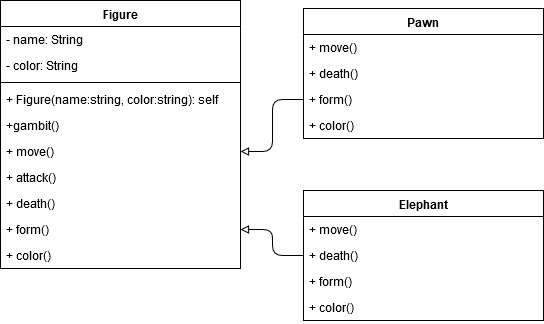 Figure
- name: String
- color: String
+ Figure(name:string, color:string): self
+gambit()
+ move()
+ attack()
+ death()
+ form()
+ color()
Pawn
+ move()
+ death()
+ form()
+ color()
Elephant
+ move()
+ death()
+ form()
+ color()